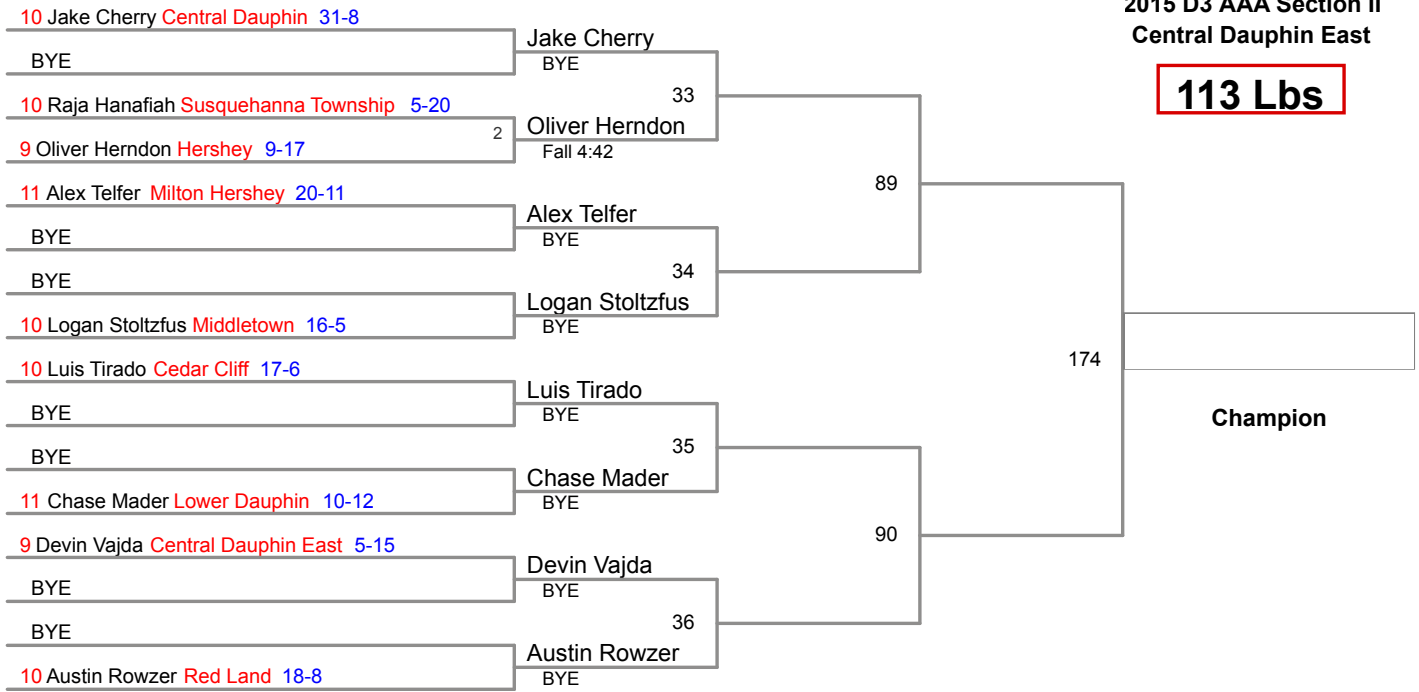 2015 D3 AAA Section II
Central Dauphin East
113 Lbs
10 Jake Cherry Central Dauphin 31-8
BYE
10 Raja Hanafiah Susquehanna Township 5-20
9 Oliver Herndon Hershey 9-17
11 Alex Telfer Milton Hershey 20-11
BYE
BYE
10 Logan Stoltzfus Middletown 16-5
10 Luis Tirado Cedar Cliff 17-6
BYE
BYE
11 Chase Mader Lower Dauphin 10-12
9 Devin Vajda Central Dauphin East 5-15
BYE
BYE
10 Austin Rowzer Red Land 18-8
Jake Cherry
BYE
33
2
Oliver Herndon
Fall 4:42
Alex Telfer
BYE
34
Logan Stoltzfus
BYE
Luis Tirado
BYE
35
Chase Mader
BYE
Devin Vajda
BYE
36
Austin Rowzer
BYE
89
90
174
Champion